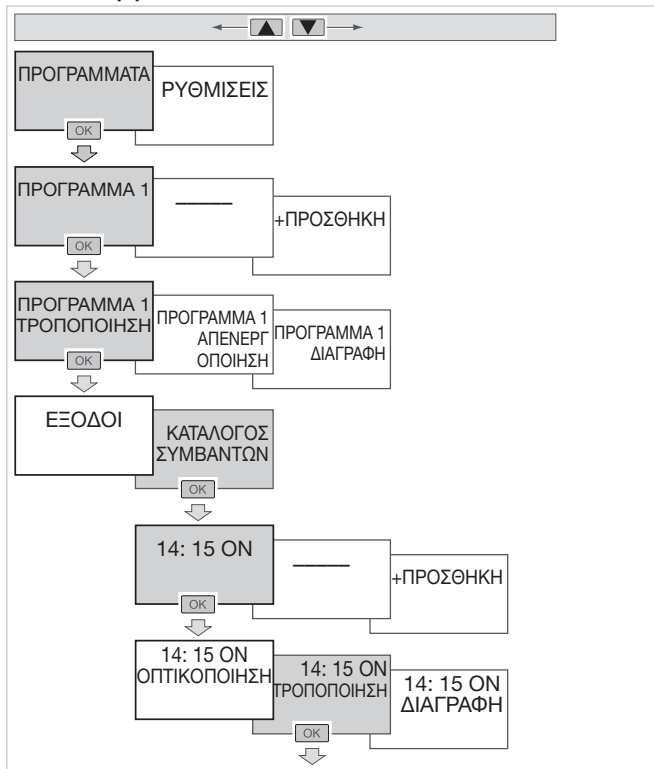 ΠΡΟΓΡΑΜΜΑΤΑ
ΡΥΘΜΙΣΕΙΣ
OK
ΠΡΟΓΡΑΜΜΑ 1
_____
+ΠΡΟΣΘΗΚΗ
OK
ΠΡΟΓΡΑΜΜΑ 1
ΤΡΟΠΟΠΟΙΗΣΗ
ΠΡΟΓΡΑΜΜΑ 1
ΑΠΕΝΕΡΓ
ΟΠΟΙΗΣΗ
ΠΡΟΓΡΑΜΜΑ 1
ΔΙΑΓΡΑΦΗ
OK
ΕΞΟΔΟΙ
ΚΑΤΑΛΟΓΟΣ
ΣΥΜΒΑΝΤΩΝ
OK
14: 15 ON
_____
+ΠΡΟΣΘΗΚΗ
OK
14: 15 ON
ΟΠΤΙΚΟΠΟΙΗΣΗ
14: 15 ON
ΤΡΟΠΟΠΟΙΗΣΗ
14: 15 ON
ΔΙΑΓΡΑΦΗ
OK